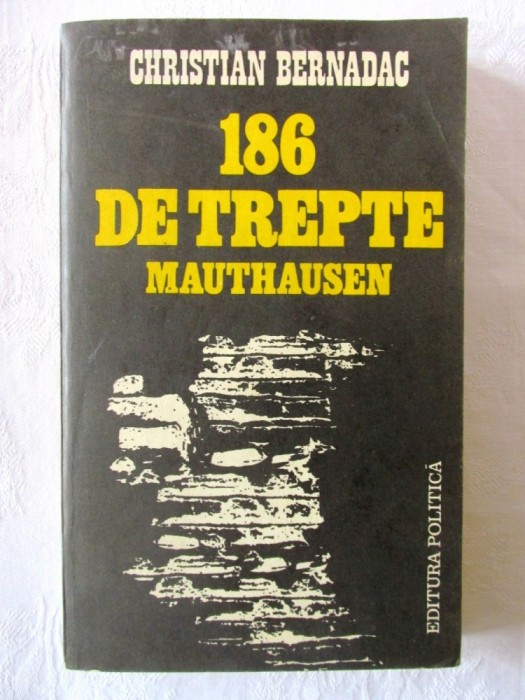 CHRISTIAN BERNADAC
186
DE TREPTE
MAUTHAUSEN
EDITURA POLITICĂ